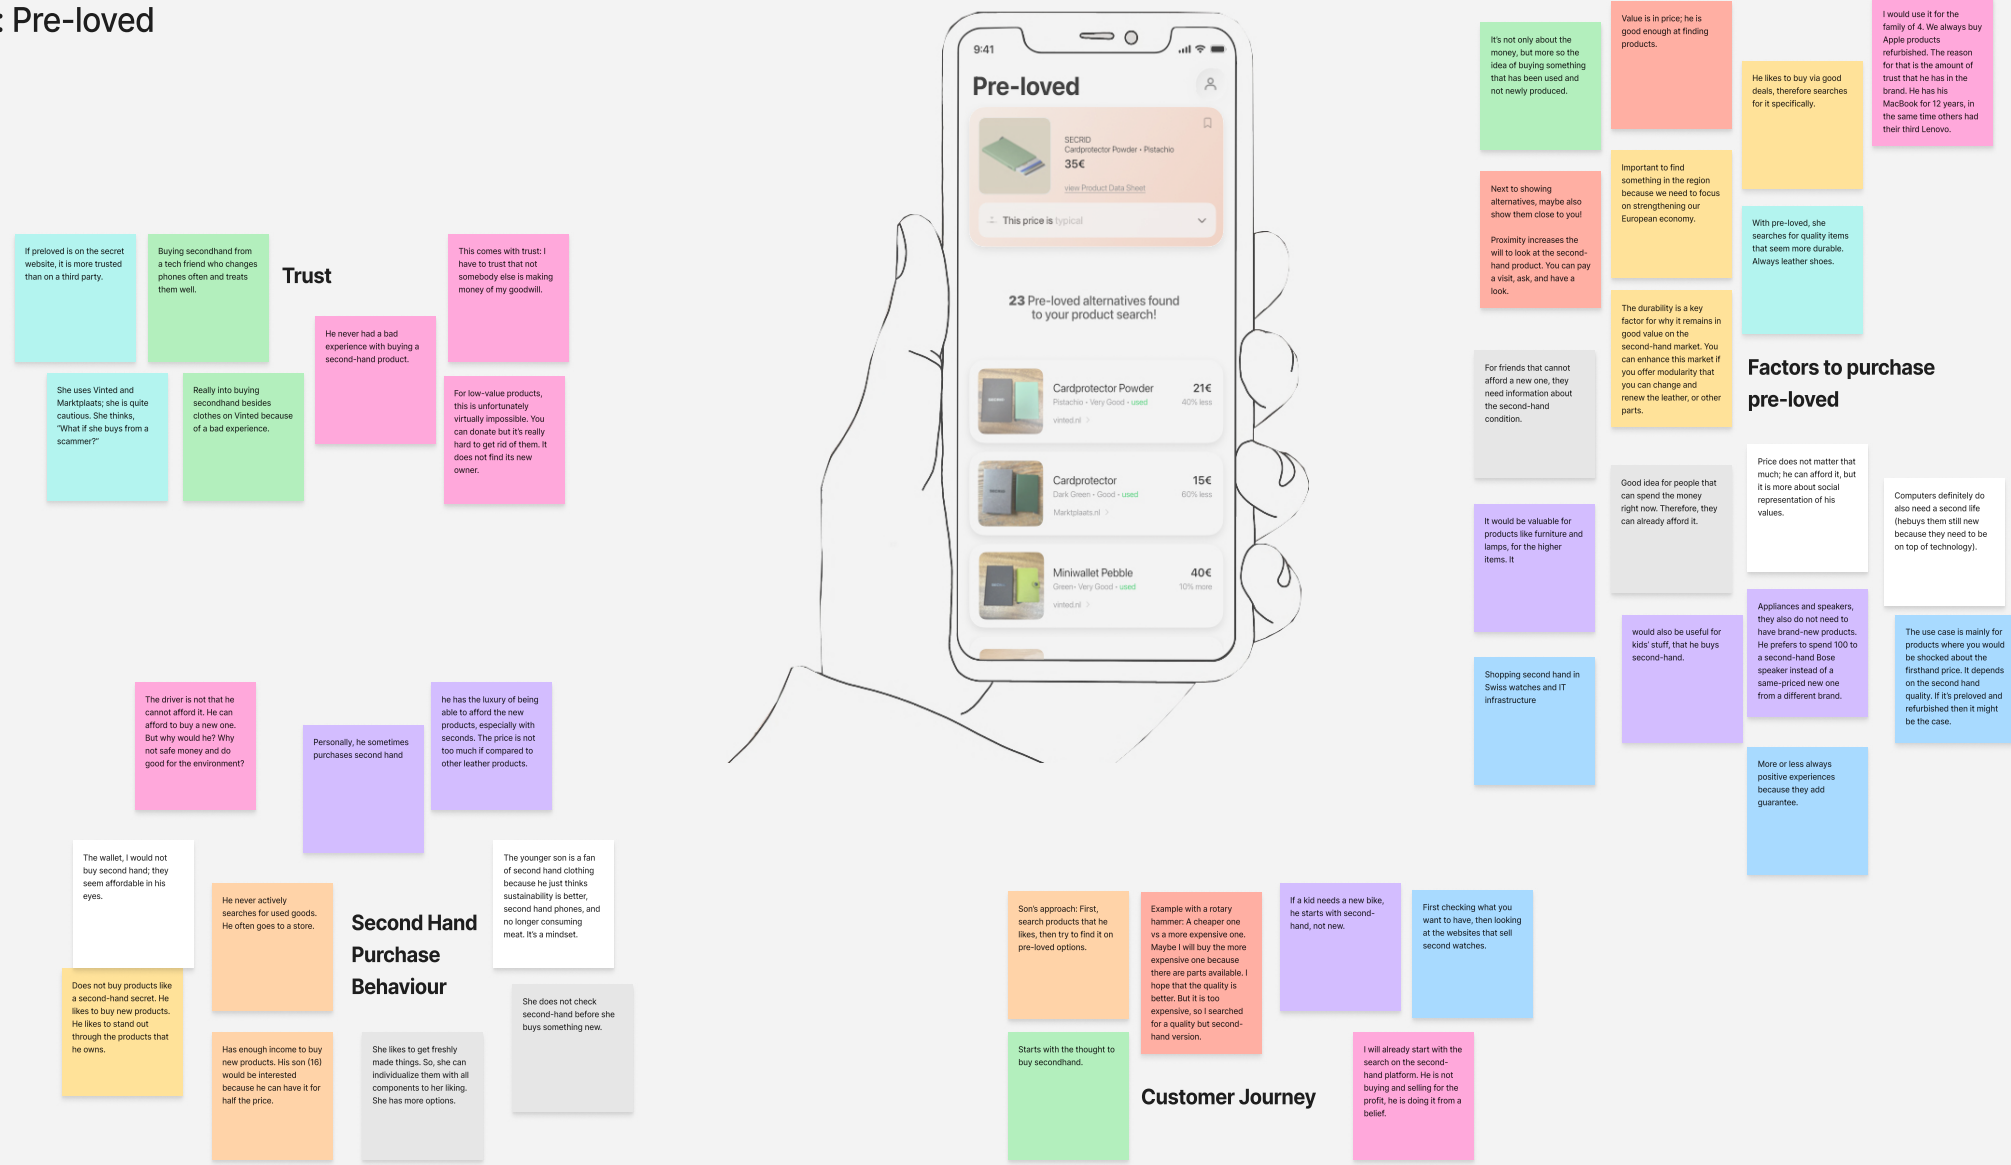 : Pre-loved
If preloved is on the secret
website, it is more trusted
than on a third party.
Buying secondhand from
a tech friend who changes
phones often and treats
them well.
Trust
This comes with trust: I
have to trust that not
somebody else is making
money of my goodwill.
He never had a bad
experience with buying a
second-hand product.
She uses Vinted and
Marktplaats; she is quite
cautious. She thinks,
"What if she buys from a
scammer?"
Really into buying
secondhand besides
clothes on Vinted because
of a bad experience.
For low-value products,
this is unfortunately
virtually impossible. You
can donate but it's really
hard to get rid of them. It
does not find its new
owner.
The driver is not that he
cannot afford it. He can
afford to buy a new one.
But why would he? Why
not safe money and do
good for the environment?
Personally, he sometimes
purchases second hand
he has the luxury of being
able to afford the new
products, especially with
seconds. The price is not
too much if compared to
other leather products.
The wallet, I would not
buy second hand; they
seem affordable in his
eyes.
He never actively
searches for used goods.
He often goes to a store.
Second Hand
Purchase
Behaviour
The younger son is a fan
of second hand clothing
because he just thinks
sustainability is better,
second hand phones, and
no longer consuming
meat. It's a mindset.
Does not buy products like
a second-hand secret. He
likes to buy new products.
He likes to stand out
through the products that
he owns.
Has enough income to buy
new products. His son (16)
would be interested
because he can have it for
half the price.
She likes to get freshly
made things. So, she can
individualize them with all
components to her liking.
She has more options.
She does not check
second-hand before she
buys something new.
9:41
Pre-loved
SECRID
Cardprotector Powder • Pistachio
35€
view Product Data Sheet
This price is typical
23 Pre-loved alternatives found
to your product search!
Cardprotector Powder
21€
Pistachio • Very Good • used
40% less
vinted.nl >
Cardprotector
15€
Dark Green • Good • used
60% less
Marktplaats.nl >
Miniwallet Pebble
40€
Green• Very Good • used
10% more
vinted.nl >
Son's approach: First,
search products that he
likes, then try to find it on
pre-loved options.
Example with a rotary
hammer: A cheaper one
vs a more expensive one.
Maybe I will buy the more
expensive one because
there are parts available. I
hope that the quality is
better. But it is too
expensive, so I searched
for a quality but second-
hand version.
If a kid needs a new bike,
he starts with second-
hand, not new.
First checking what you
want to have, then looking
at the websites that sell
second watches.
Starts with the thought to
buy secondhand.
Customer Journey
I will already start with the
search on the second-
hand platform. He is not
buying and selling for the
profit, he is doing it from a
belief.
It's not only about the
money, but more so the
idea of buying something
that has been used and
not newly produced.
Value is in price; he is
good enough at finding
products.
He likes to buy via good
deals, therefore searches
for it specifically.
I would use it for the
family of 4. We always buy
Apple products
refurbished. The reason
for that is the amount of
trust that he has in the
brand. He has his
MacBook for 12 years, in
the same time others had
their third Lenovo.
Next to showing
alternatives, maybe also
show them close to you!
Proximity increases the
will to look at the second-
hand product. You can pay
a visit, ask, and have a
look.
Important to find
something in the region
because we need to focus
on strengthening our
European economy.
With pre-loved, she
searches for quality items
that seem more durable.
Always leather shoes.
The durability is a key
factor for why it remains in
good value on the
second-hand market. You
can enhance this market if
you offer modularity that
you can change and
renew the leather, or other
parts.
Factors to purchase
pre-loved
For friends that cannot
afford a new one, they
need information about
the second-hand
condition.
Good idea for people that
can spend the money
right now. Therefore, they
can already afford it.
Price does not matter that
much; he can afford it, but
it is more about social
representation of his
values.
Computers definitely do
also need a second life
(hebuys them still new
because they need to be
on top of technology).
It would be valuable for
products like furniture and
lamps, for the higher
items. It
would also be useful for
kids' stuff, that he buys
second-hand.
Appliances and speakers,
they also do not need to
have brand-new products.
He prefers to spend 100 to
a second-hand Bose
speaker instead of a
same-priced new one
from a different brand.
The use case is mainly for
products where you would
be shocked about the
firsthand price. It depends
on the second hand
quality. If it's preloved and
refurbished then it might
be the case.
Shopping second hand in
Swiss watches and IT
infrastructure
More or less always
positive experiences
because they add
guarantee.